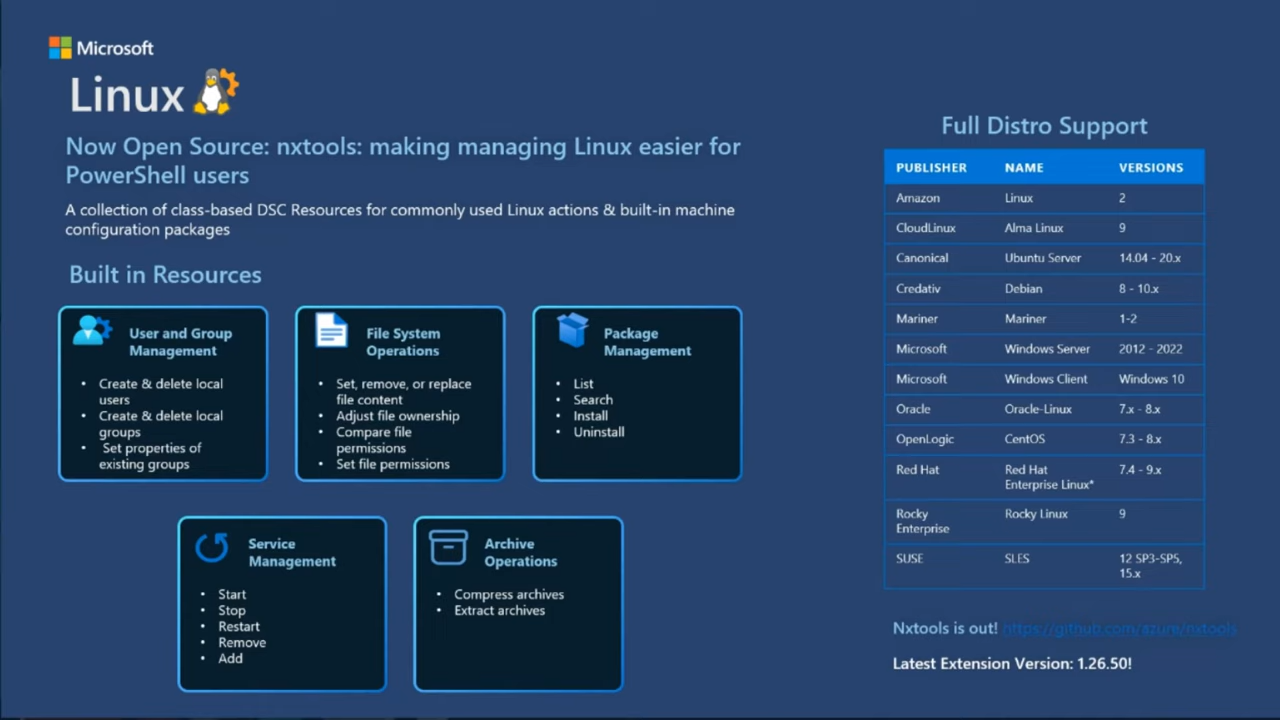 Microsoft
Linux
Now Open Source: nxtools: making managing Linux easier for
PowerShell users
A collection of class-based DSC Resources for commonly used Linux actions & built-in machine
configuration packages
Built in Resources
User and Group
Management
• Create & delete local
users
• Create & delete local
groups
• Set properties of
existing groups
File System
Operations
• Set, remove, or replace
file content
• Adjust file ownership
• Compare file
permissions
• Set file permissions
Package
Management
• List
• Search
• Install
• Uninstall
Service
Management
• Start
• Stop
• Restart
• Remove
• Add
Archive
Operations
• Compress archives
• Extract archives
Full Distro Support
PUBLISHER NAME VERSIONS
Amazon Linux 2
CloudLinux Alma Linux 9
Canonical Ubuntu Server 14.04 - 20.x
Credativ Debian 8 - 10.x
Mariner Mariner 1-2
Microsoft Windows Server 2012 - 2022
Microsoft Windows Client Windows 10
Oracle Oracle-Linux 7.x - 8.x
OpenLogic CentOS 7.3 - 8.x
Red Hat Red Hat 7.4 - 9.x
Enterprise Linux*
Rocky Rocky Linux 9
Enterprise
SUSE SLES 12 SP3-SP5,
15.x
Nxtools is out! https://github.com/azure/nxtools
Latest Extension Version: 1.26.50!